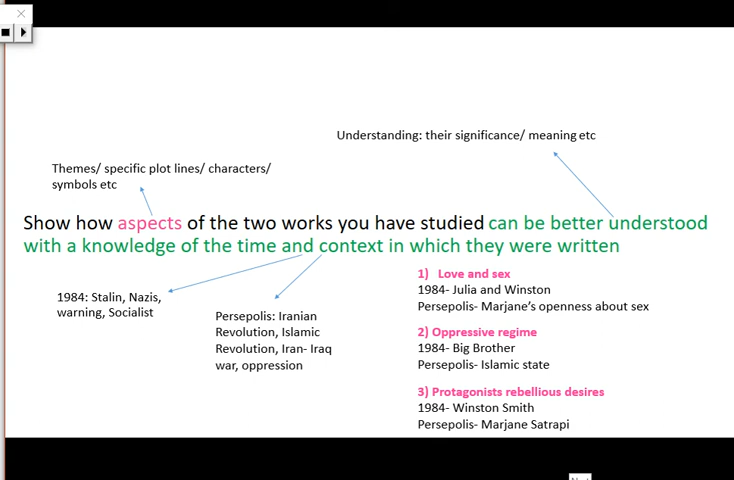 Understanding: their significance/ meaning etc
Themes/ specific plot lines/ characters/
symbols etc
Show how aspects of the two works you have studied can be better understood
with a knowledge of the time and context in which they were written
1984: Stalin, Nazis,
warning, Socialist
Persepolis: Iranian
Revolution, Islamic
Revolution, Iran- Iraq
war, oppression
1) Love and sex
1984- Julia and Winston
Persepolis- Marjane's openness about sex
2) Oppressive regime
1984- Big Brother
Persepolis- Islamic state
3) Protagonists rebellious desires
1984- Winston Smith
Persepolis- Marjane Satrapi